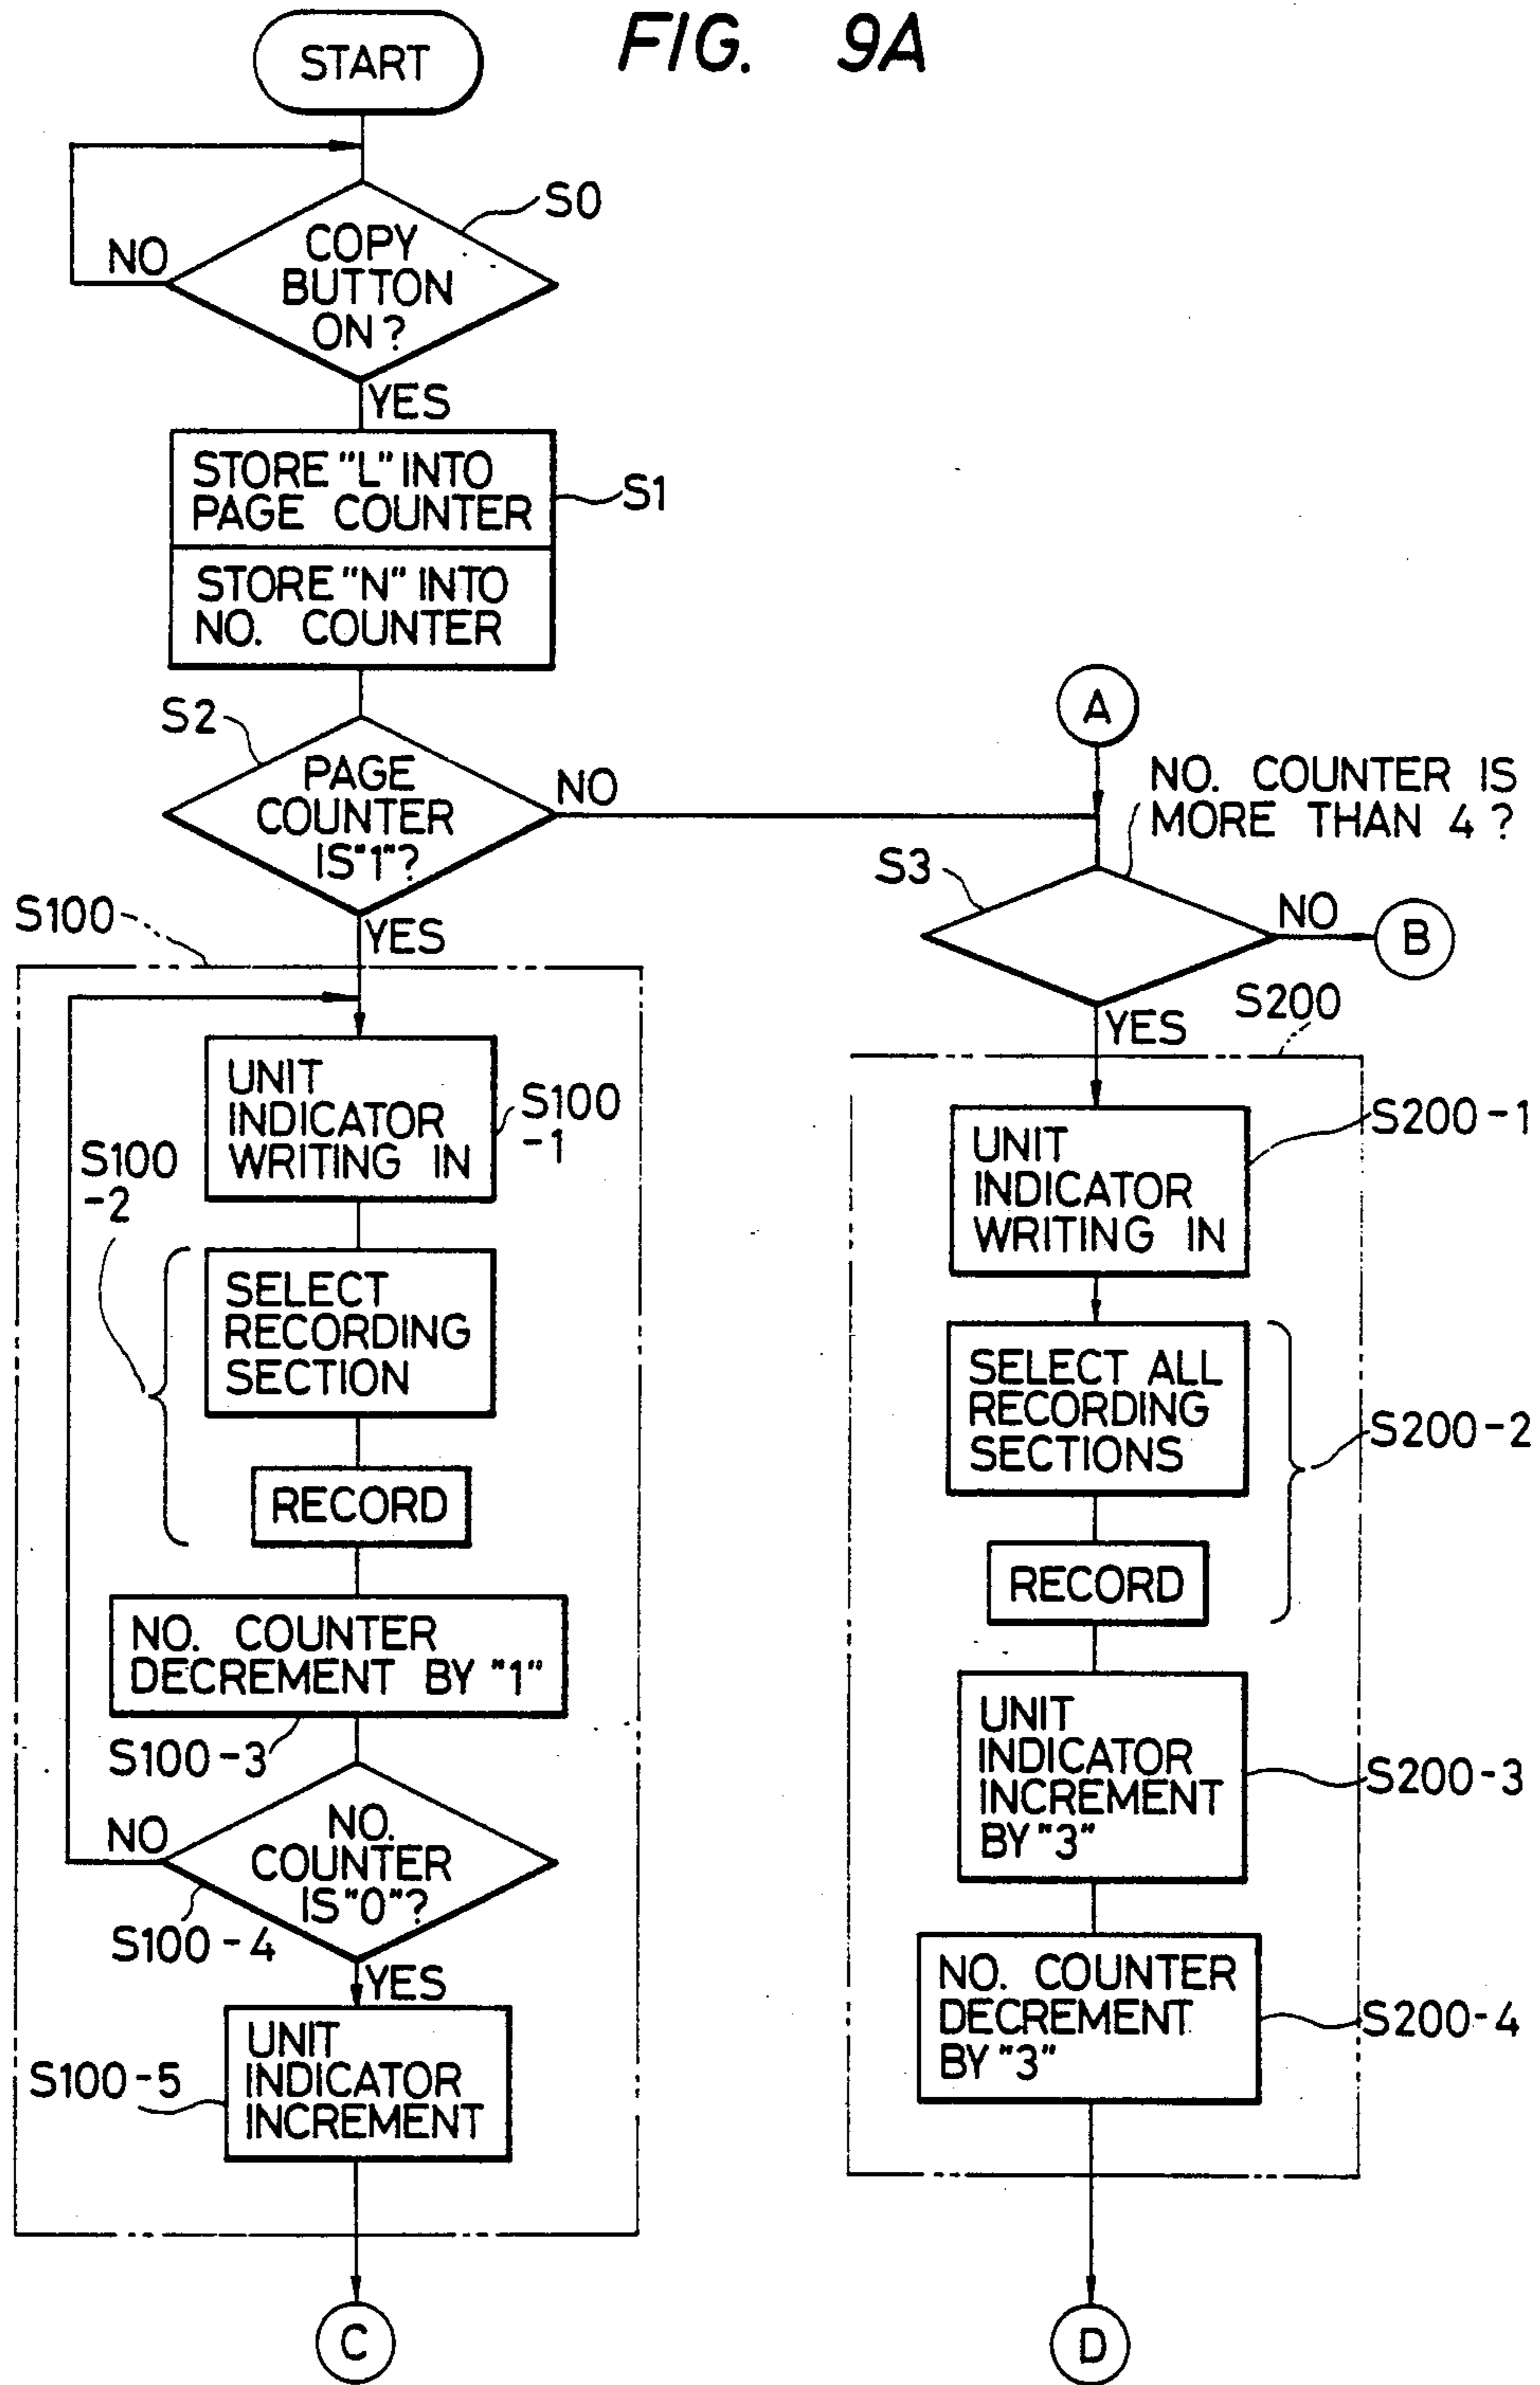 FIG. 9A
START
S0
COPY
BUTTON
ON?
NO
YES
STORE "L" INTO
PAGE COUNTER
S1
STORE "N" INTO
NO. COUNTER
S2
PAGE
COUNTER
IS "1"?
NO
YES
A
NO. COUNTER IS
MORE THAN 4?
S3
NO
B
YES
S100
UNIT
INDICATOR
WRITING IN
S100
-1
S100
-2
SELECT
RECORDING
SECTION
RECORD
NO. COUNTER
DECREMENT BY "1"
S100-3
NO.
COUNTER
IS "0"?
NO
S100-4
YES
UNIT
INDICATOR
INCREMENT
S100-5
C
S200
UNIT
INDICATOR
WRITING IN
S200-1
SELECT ALL
RECORDING
SECTIONS
S200-2
RECORD
UNIT
INDICATOR
INCREMENT
BY "3"
S200-3
NO. COUNTER
DECREMENT
BY "3"
S200-4
D